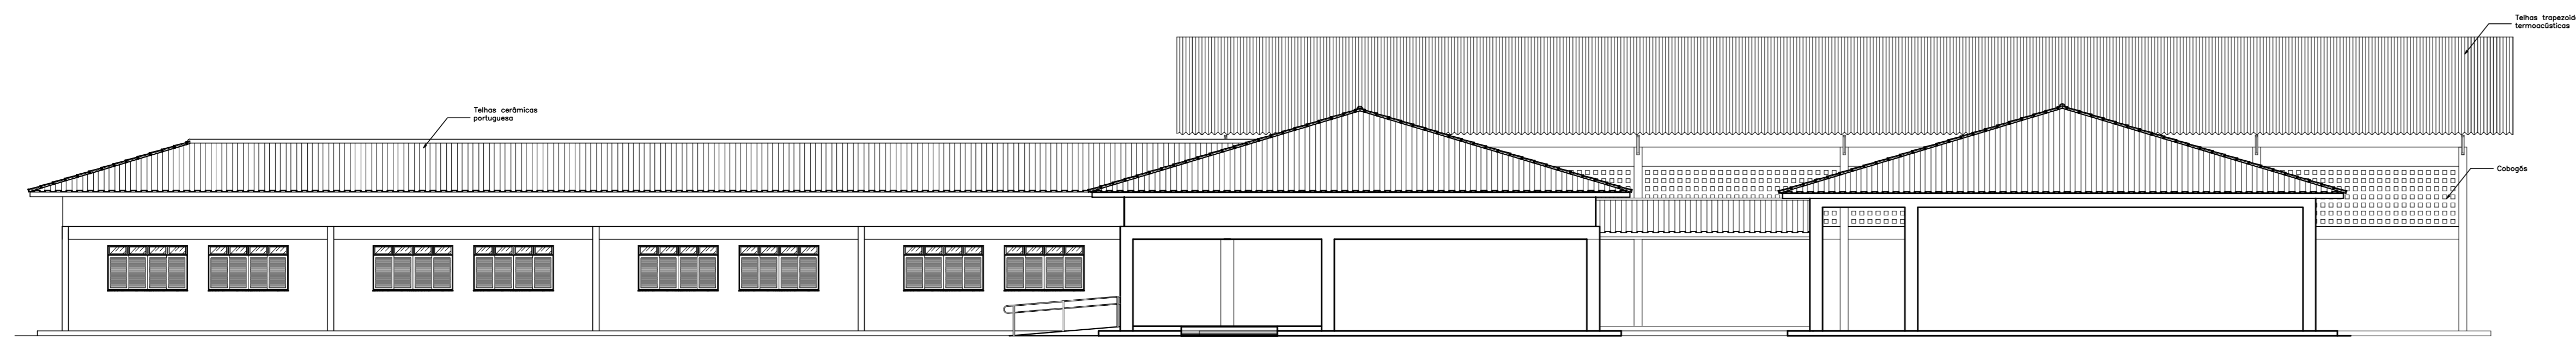 Telhas trapezoid
termoacústicas
Telhas cerâmicas
portuguesa
Cobogós